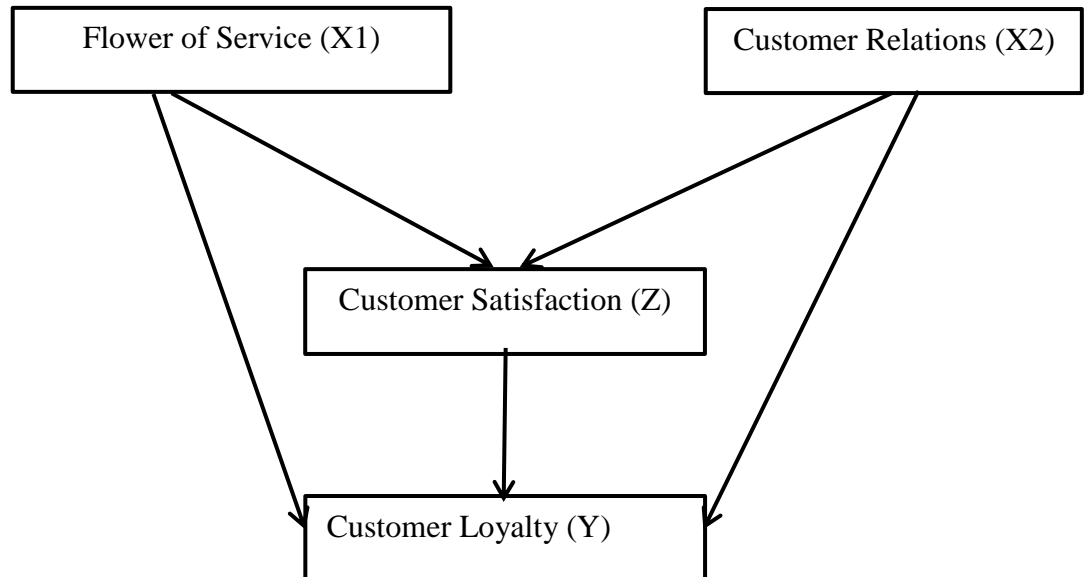 Flower of Service (X1)
Customer Relations (X2)
Customer Satisfaction (Z)
Customer Loyalty (Y)